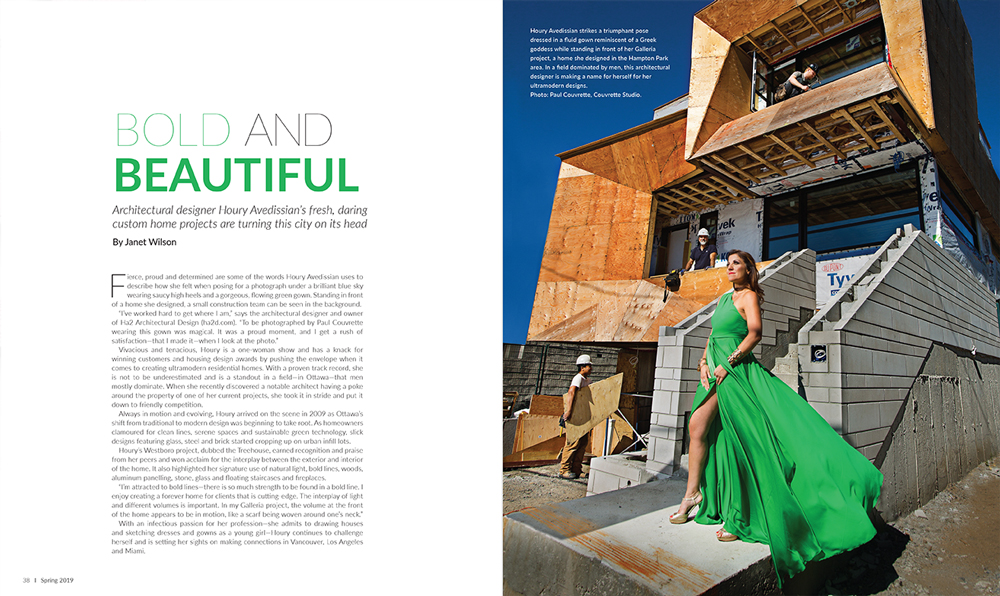 BOLD AND
BEAUTIFUL
Architectural designer Houry Avedissian's fresh, daring
custom home projects are turning this city on its head
By Janet Wilson
Fierce, proud and determined are some of the words Houry Avedissian uses to
describe how she felt when posing for a photograph under a brilliant blue sky
wearing saucy high heels and a gorgeous, flowing green gown. Standing in front
of a home she designed, a small construction team can be seen in the background.
"I've worked hard to get where I am," says the architectural designer and owner
of Ha2 Architectural Design (ha2d.com). "To be photographed by Paul Couvrette
wearing this gown was magical. It was a proud moment, and I get a rush of
satisfaction—that I made it—when I look at the photo."
Vivacious and tenacious, Houry is a one-woman show and has a knack for
winning customers and housing design awards by pushing the envelope when it
comes to creating ultramodern residential homes. With a proven track record, she
is not to be underestimated and is a standout in a field—in Ottawa—that men
mostly dominate. When she recently discovered a notable architect having a poke
around the property of one of her current projects, she took it in stride and put it
down to friendly competition.
Always in motion and evolving, Houry arrived on the scene in 2009 as Ottawa's
shift from traditional to modern design was beginning to take root. As homeowners
clamoured for clean lines, serene spaces and sustainable green technology, slick
designs featuring glass, steel and brick started cropping up on urban infill lots.
Houry's Westboro project, dubbed the Treehouse, earned recognition and praise
from her peers and won acclaim for the interplay between the exterior and interior
of the home. It also highlighted her signature use of natural light, bold lines, woods,
aluminum panelling, stone, glass and floating staircases and fireplaces.
"I'm attracted to bold lines—there is so much strength to be found in a bold line. I
enjoy creating a forever home for clients that is cutting edge. The interplay of light
and different volumes is important. In my Galleria project, the volume at the front
of the home appears to be in motion, like a scarf being woven around one's neck."
With an infectious passion for her profession—she admits to drawing houses
and sketching dresses and gowns as a young girl—Houry continues to challenge
herself and is setting her sights on making connections in Vancouver, Los Angeles
and Miami.
38 I Spring 2019
Houry Avedissian strikes a triumphant pose
dressed in a fluid gown reminiscent of a Greek
goddess while standing in front of her Galleria
project, a home she designed in the Hampton Park
area. In a field dominated by men, this architectural
designer is making a name for herself for her
ultramodern designs.
Photo: Paul Couvrette, Couvrette Studio.
Tyv